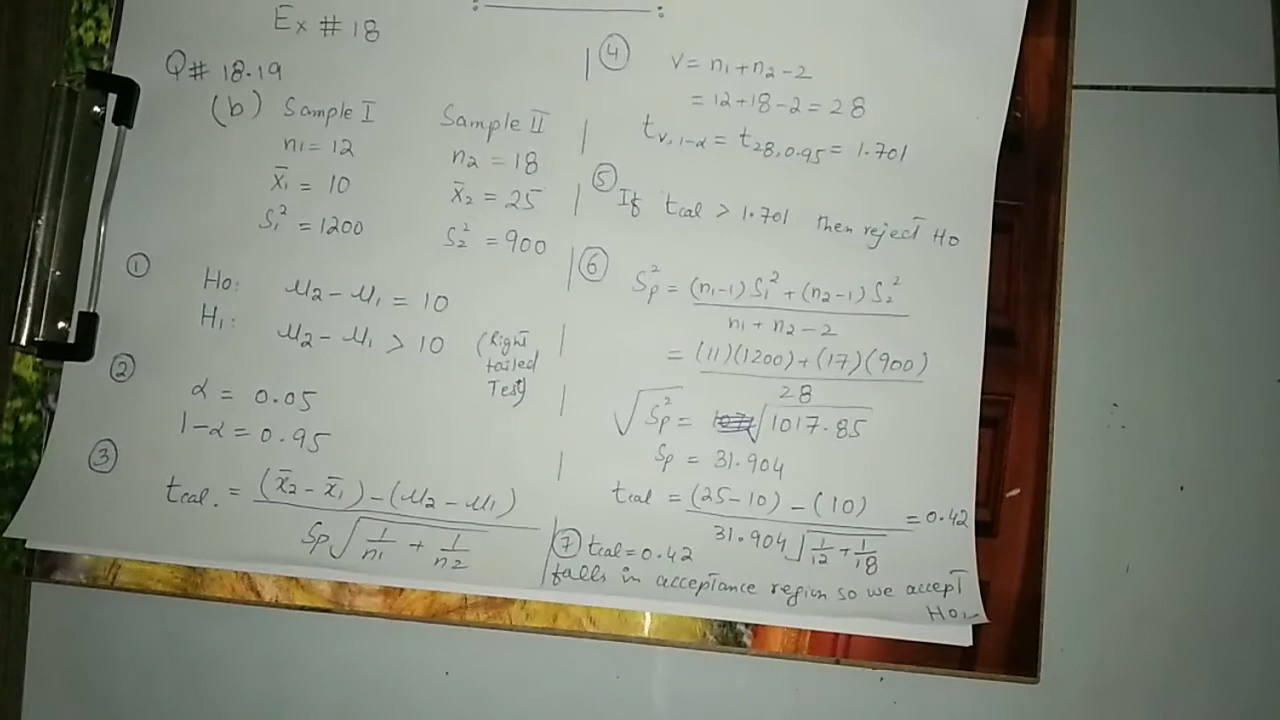 Ex # 18
Q# 18.19
(b) Sample I Sample II
n1 = 12 n2 = 18
x̄1 = 10 x̄2 = 25
S1² = 1200 S2² = 900
① Ho: μ2 - μ1 = 10
H1: μ2 - μ1 > 10 (Right tailed Test)
② α = 0.05
1-α = 0.95
③ tcal. = (x̄2 - x̄1) - (μ2 - μ1) / Sp √(1/n1 + 1/n2)
④ v = n1 + n2 - 2
= 12 + 18 - 2 = 28
tv, 1-α = t28, 0.95 = 1.701
⑤ If tcal > 1.701 then reject Ho
⑥ Sp² = (n1-1) S1² + (n2-1) S2² / n1 + n2 - 2
= (11)(1200) + (17)(900) / 28
√Sp² = √1017.85
Sp = 31.904
tcal = (25-10) - (10) / 31.904 √(1/12 + 1/18) = 0.42
⑦ tcal = 0.42
falls in acceptance region so we accept
Ho.